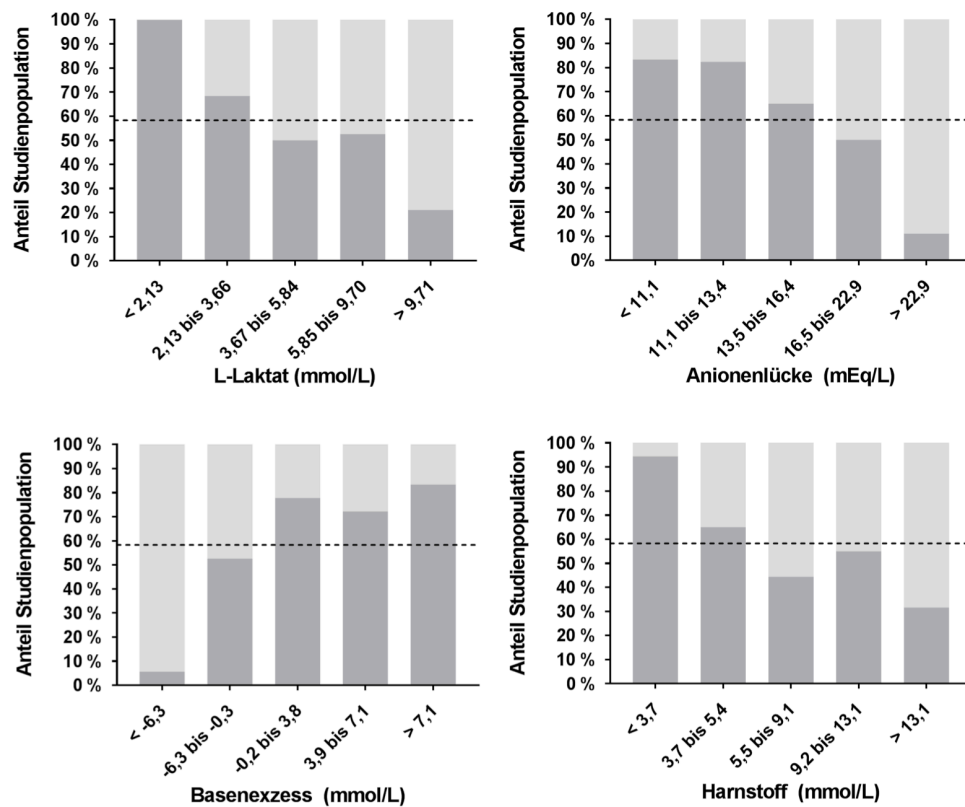 100 %
90 %
80 %
70 %
60 %
50 %
40 %
30 %
20 %
10 %
0 %
Anteil Studienpopulation
< 2,13
2,13 bis 3,66
3,67 bis 5,84
5,85 bis 9,70
> 9,71
L-Laktat (mmol/L)
100 %
90 %
80 %
70 %
60 %
50 %
40 %
30 %
20 %
10 %
0%
Anteil Studienpopulation
< 11,1
11,1 bis 13,4
13,5 bis 16,4
16,5 bis 22,9
> 22,9
Anionenlücke (mEq/L)
100 %
90 %
80 %
70 %
60 %
50 %
40 %
30 %
20 %
10 %
0 %
Anteil Studienpopulation
< -6,3
-6,3 bis -0,3
-0,2 bis 3,8
3,9 bis 7,1
> 7,1
Basenexzess (mmol/L)
100 %
90 %
80 %
70 %
60 %
50 %
40 %
30 %
20 %
10 %
0 %
Anteil Studienpopulation
< 3,7
3,7 bis 5,4
5,5 bis 9,1
9,2 bis 13,1
> 13,1
Harnstoff (mmol/L)